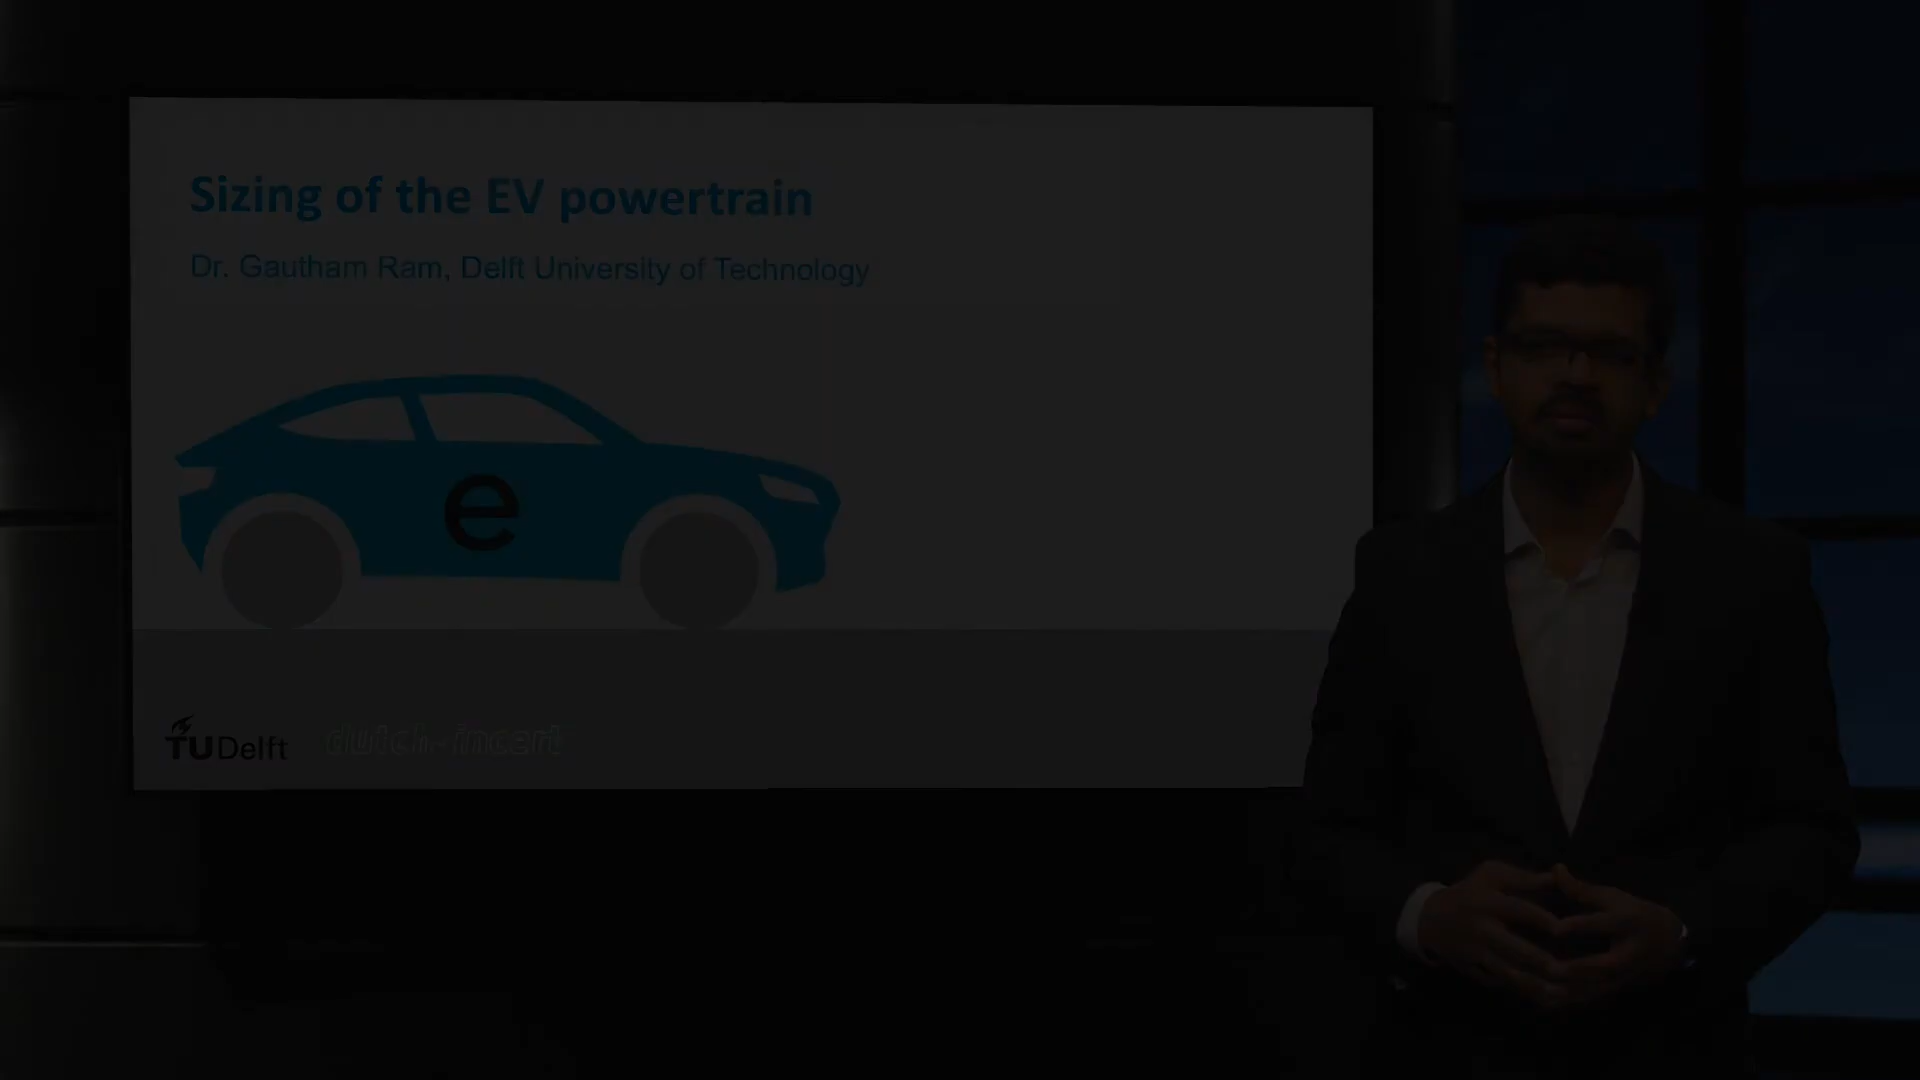 Sizing of the EV powertrain
Dr. Gautham Ram, Delft University of Technology
e
TUDelft
dutch-incert